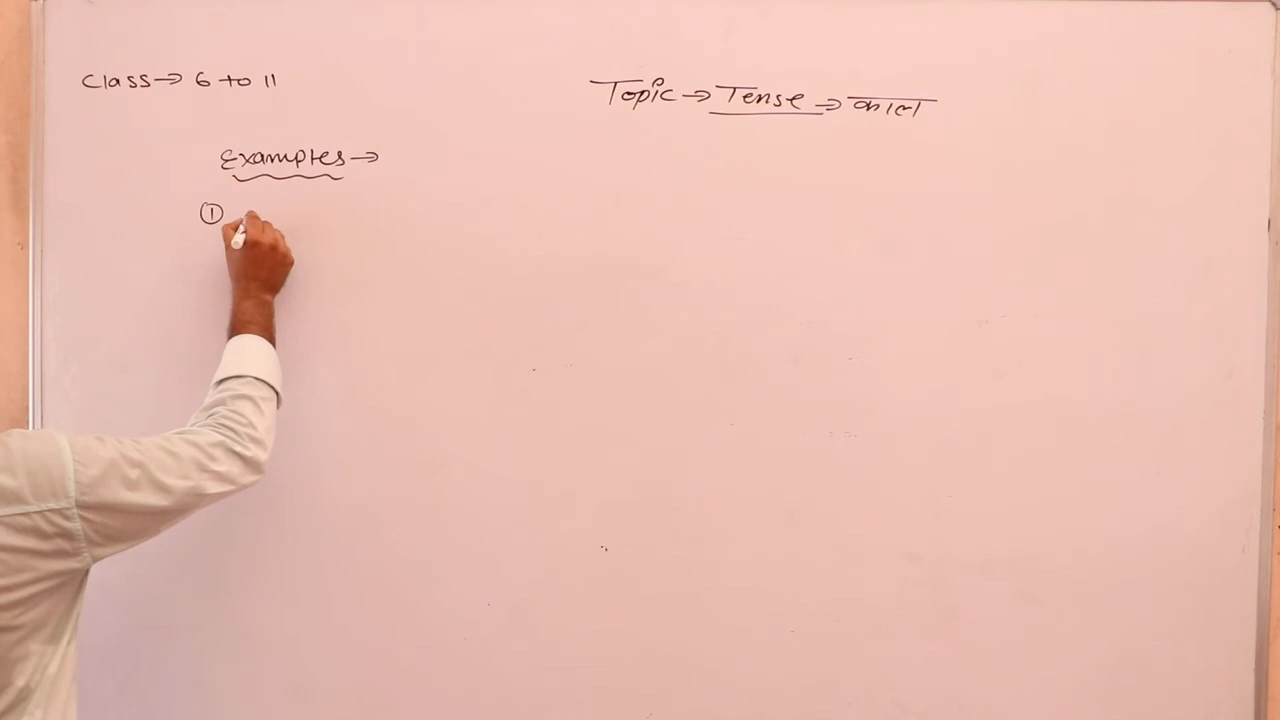 Class→ 6 to 11
Topic→ Tense → काल
Examples→
①